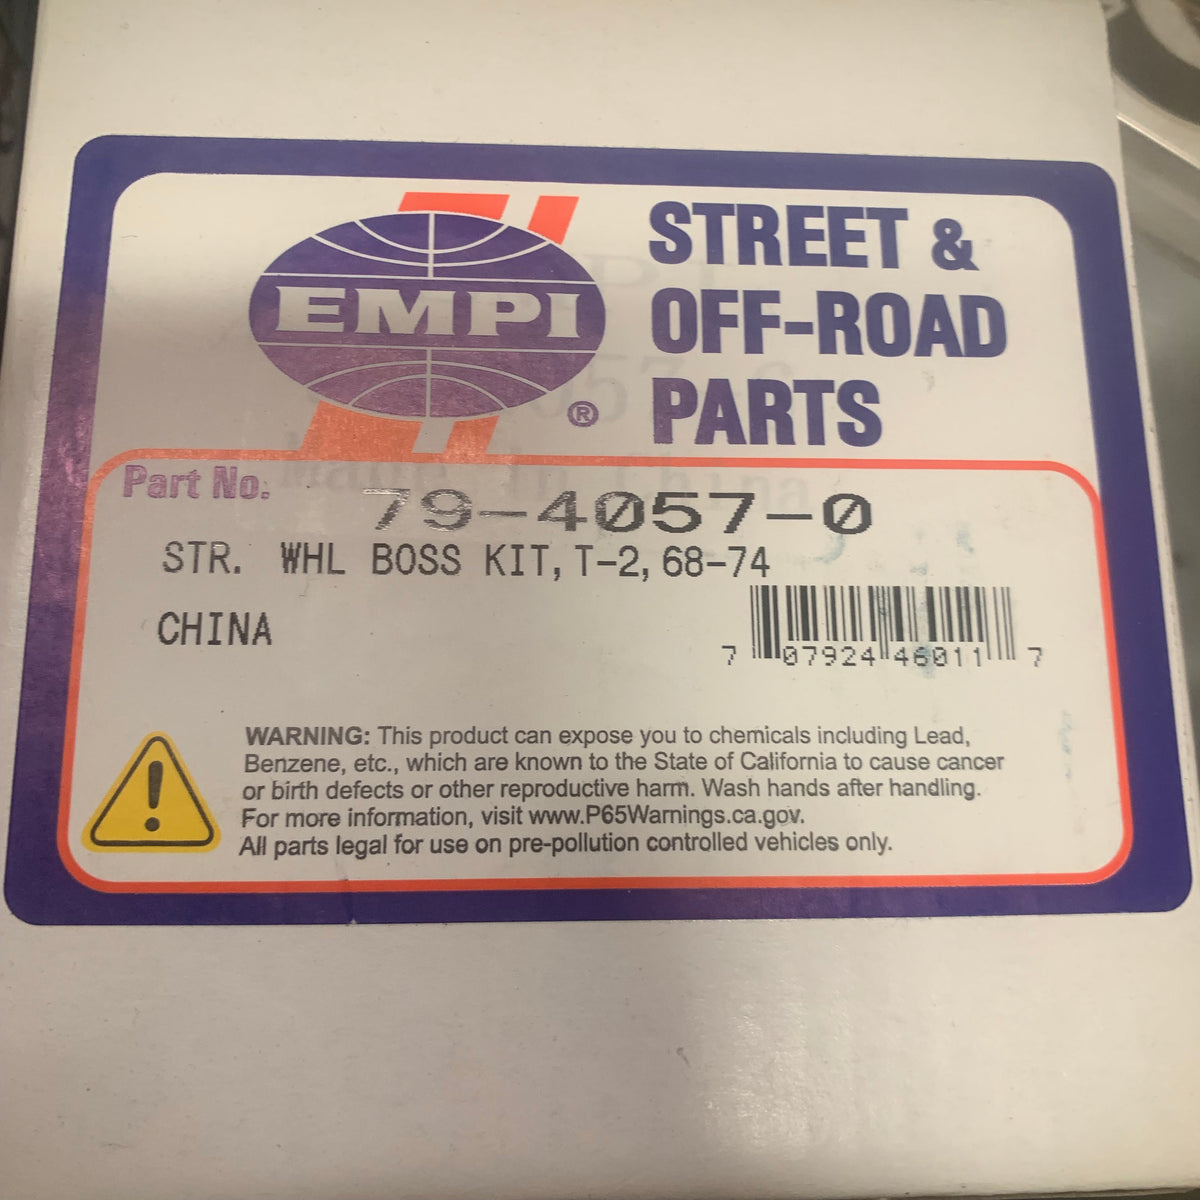 EMPI
®
STREET &
OFF-ROAD
PARTS
Part No.
79-4057-0
STR. WHL BOSS KIT, T-2, 68-74
CHINA
7 07924 46011 7
WARNING: This product can expose you to chemicals including Lead,
Benzene, etc., which are known to the State of California to cause cancer
or birth defects or other reproductive harm. Wash hands after handling.
For more information, visit www.P65Warnings.ca.gov.
All parts legal for use on pre-pollution controlled vehicles only.
Made In China